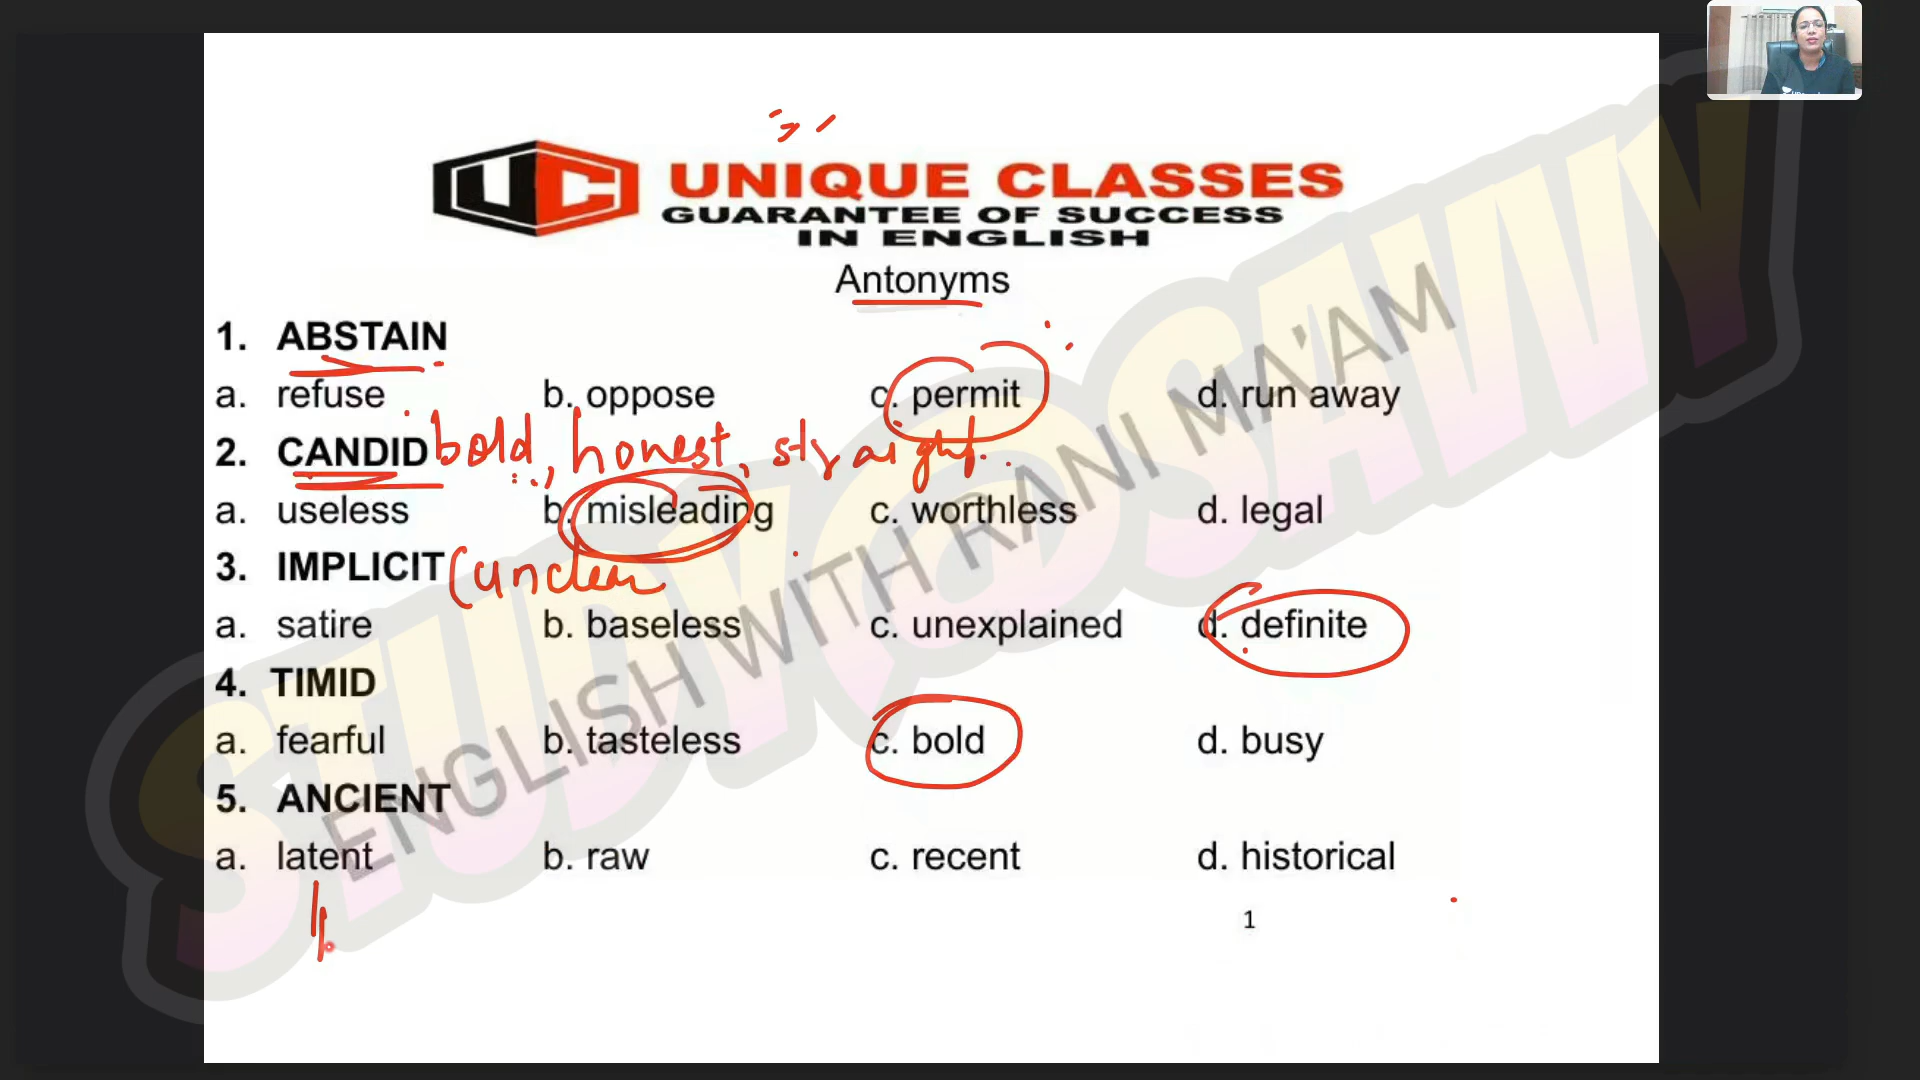 UC UNIQUE CLASSES
GUARANTEE OF SUCCESS
IN ENGLISH
Antonyms
1. ABSTAIN
a. refuse b. oppose c. permit d. run away
2. CANDID bold, honest, straight
a. useless b. misleading c. worthless d. legal
3. IMPLICIT (unclear
a. satire b. baseless c. unexplained d. definite
4. TIMID
a. fearful b. tasteless c. bold d. busy
5. ANCIENT
a. latent b. raw c. recent d. historical
1
STUDY@SAVVY
ENGLISH WITH RANI MA'AM